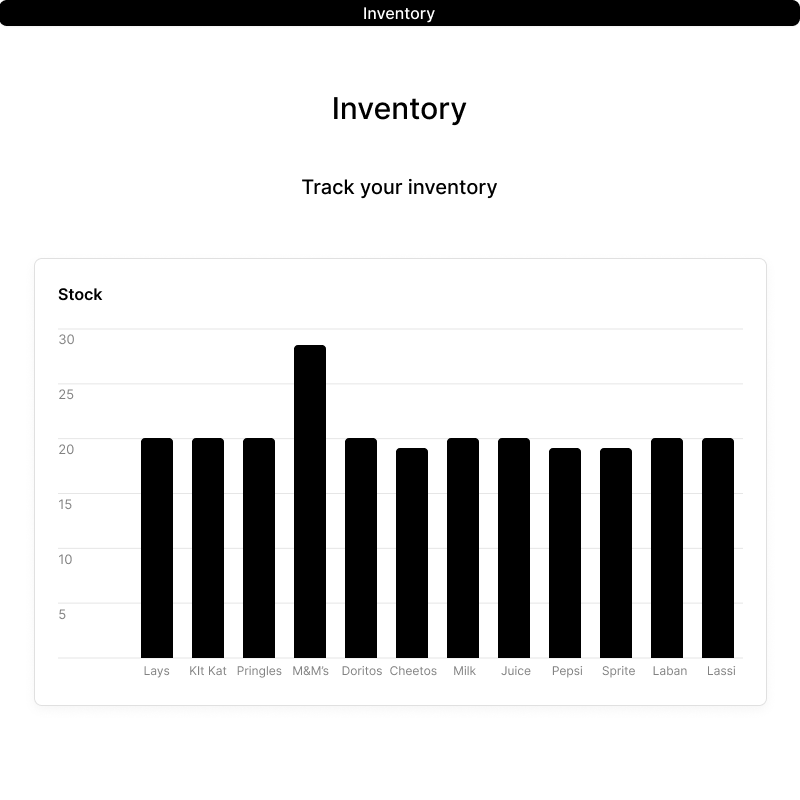 Inventory
Inventory
Track your inventory
Stock
30
25
20
15
10
5
Lays KIt Kat Pringles M&M's Doritos Cheetos Milk Juice Pepsi Sprite Laban Lassi